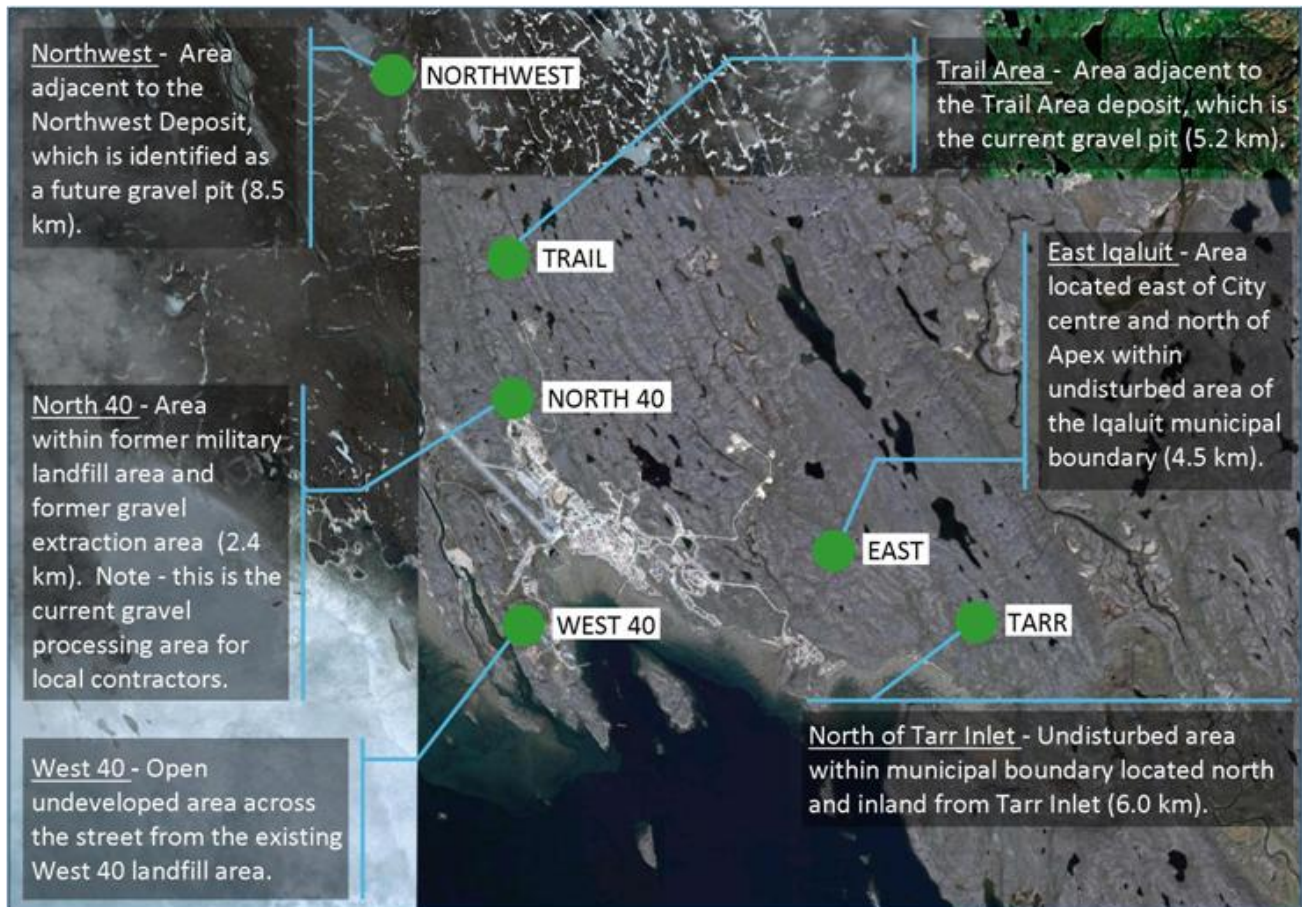 Northwest - Area
adjacent to the
Northwest Deposit,
which is identified as
a future gravel pit (8.5
km).
NORTHWEST
Trail Area - Area adjacent to
the Trail Area deposit, which is
the current gravel pit (5.2 km).
TRAIL
East Iqaluit - Area
located east of City
centre and north of
Apex within
undisturbed area of
the Iqaluit municipal
boundary (4.5 km).
North 40 - Area
within former military
landfill area and
former gravel
extraction area (2.4
km). Note - this is the
current gravel
processing area for
local contractors.
NORTH 40
EAST
WEST 40
TARR
North of Tarr Inlet - Undisturbed area
within municipal boundary located north
and inland from Tarr Inlet (6.0 km).
West 40 - Open
undeveloped area across
the street from the existing
West 40 landfill area.